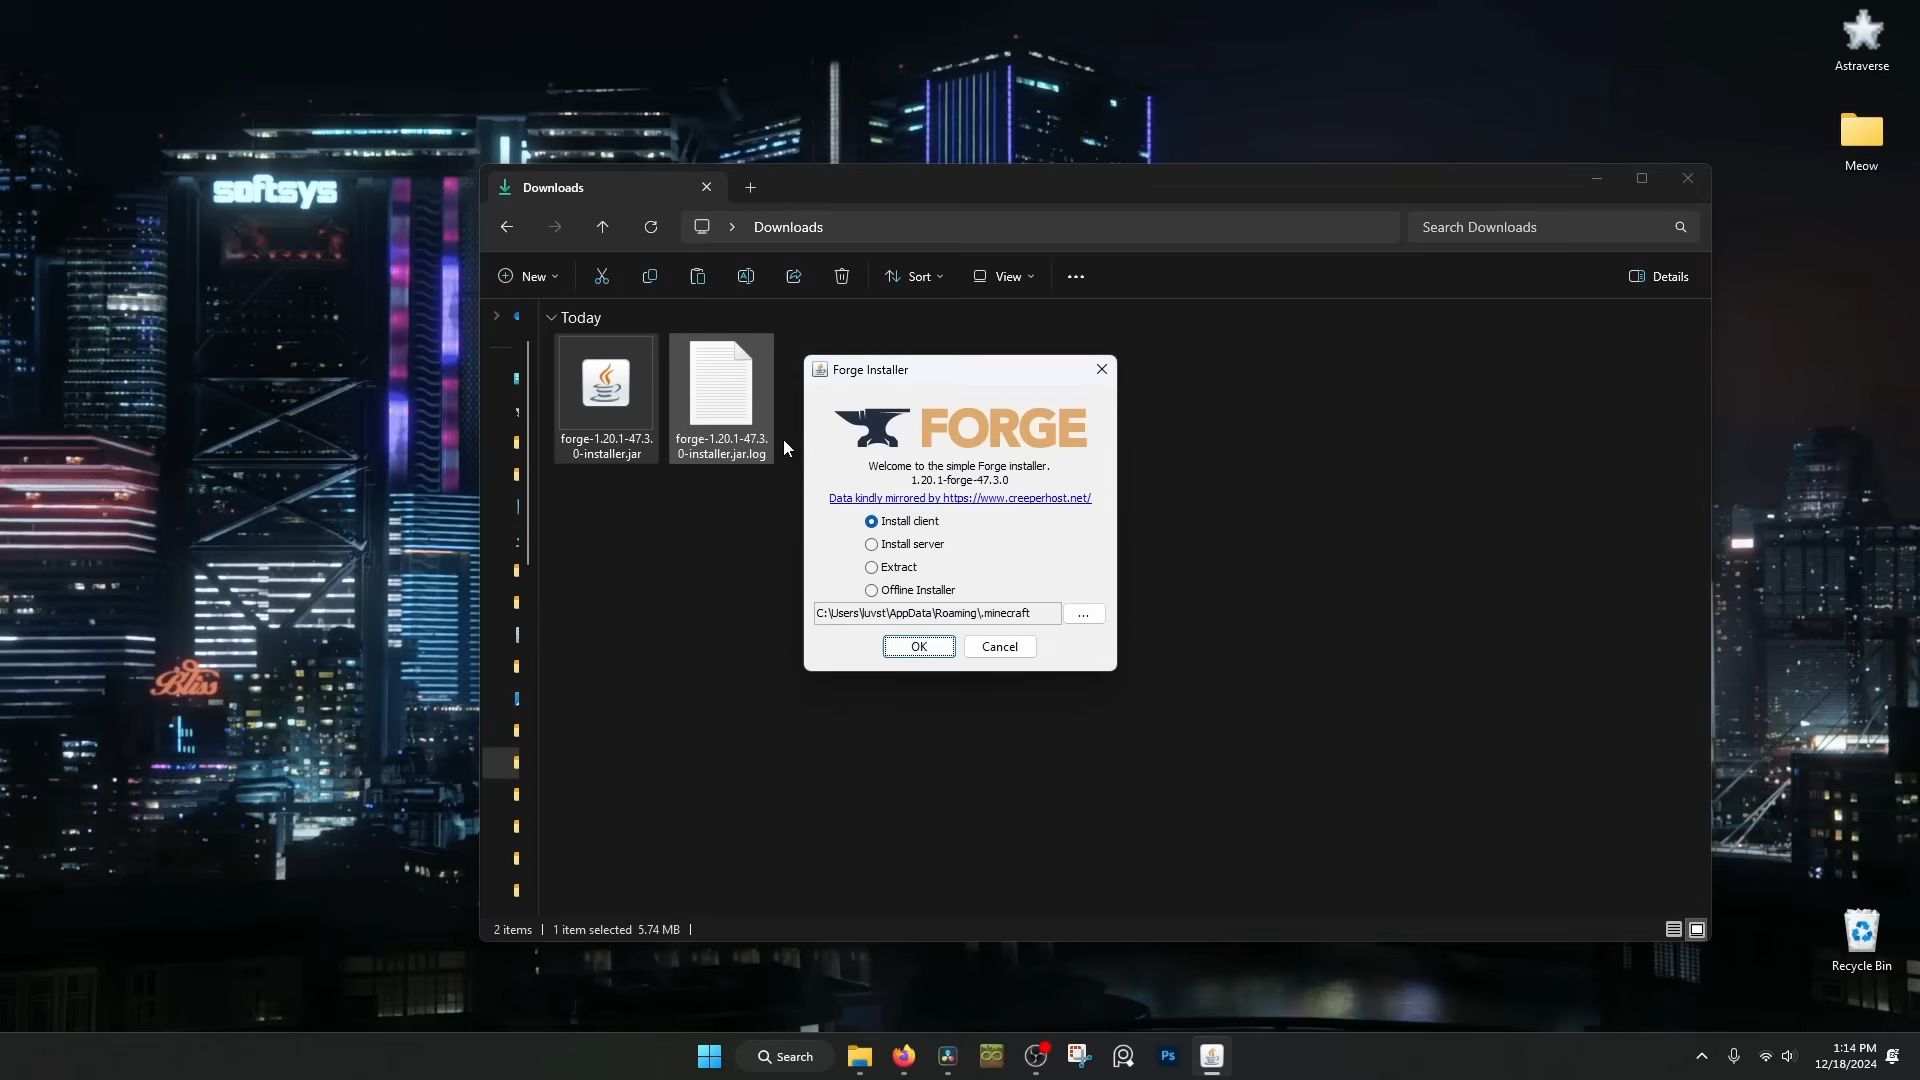 Astraverse
Meow
softsys
Bliss
Downloads
Downloads
Search Downloads
New
Sort
View
Details
Today
forge-1.20.1-47.3.
0-installer.jar
forge-1.20.1-47.3.
0-installer.jar.log
Forge Installer
FORGE
Welcome to the simple Forge installer.
1.20.1-forge-47.3.0
Data kindly mirrored by https://www.creeperhost.net/
Install client
Install server
Extract
Offline Installer
C:\Users\luvst\AppData\Roaming\.minecraft
...
OK
Cancel
2 items
1 item selected 5.74 MB
Recycle Bin
Search
Ps
1:14 PM
12/18/2024